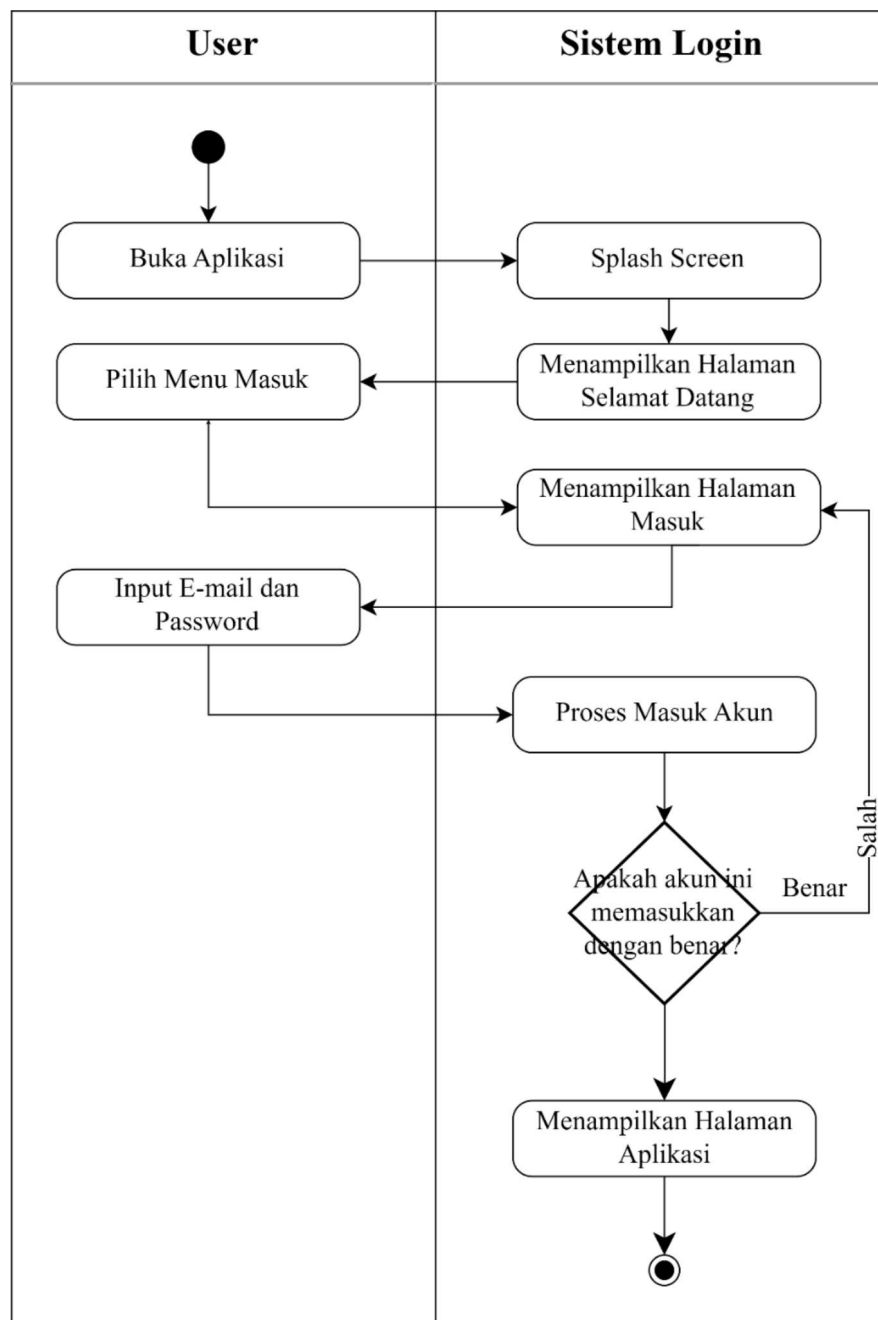 User
Sistem Login
Buka Aplikasi
Splash Screen
Pilih Menu Masuk
Menampilkan Halaman
Selamat Datang
Menampilkan Halaman
Masuk
Input E-mail dan
Password
Proses Masuk Akun
Apakah akun ini
memasukkan
dengan benar?
Benar
Salah
Menampilkan Halaman
Aplikasi